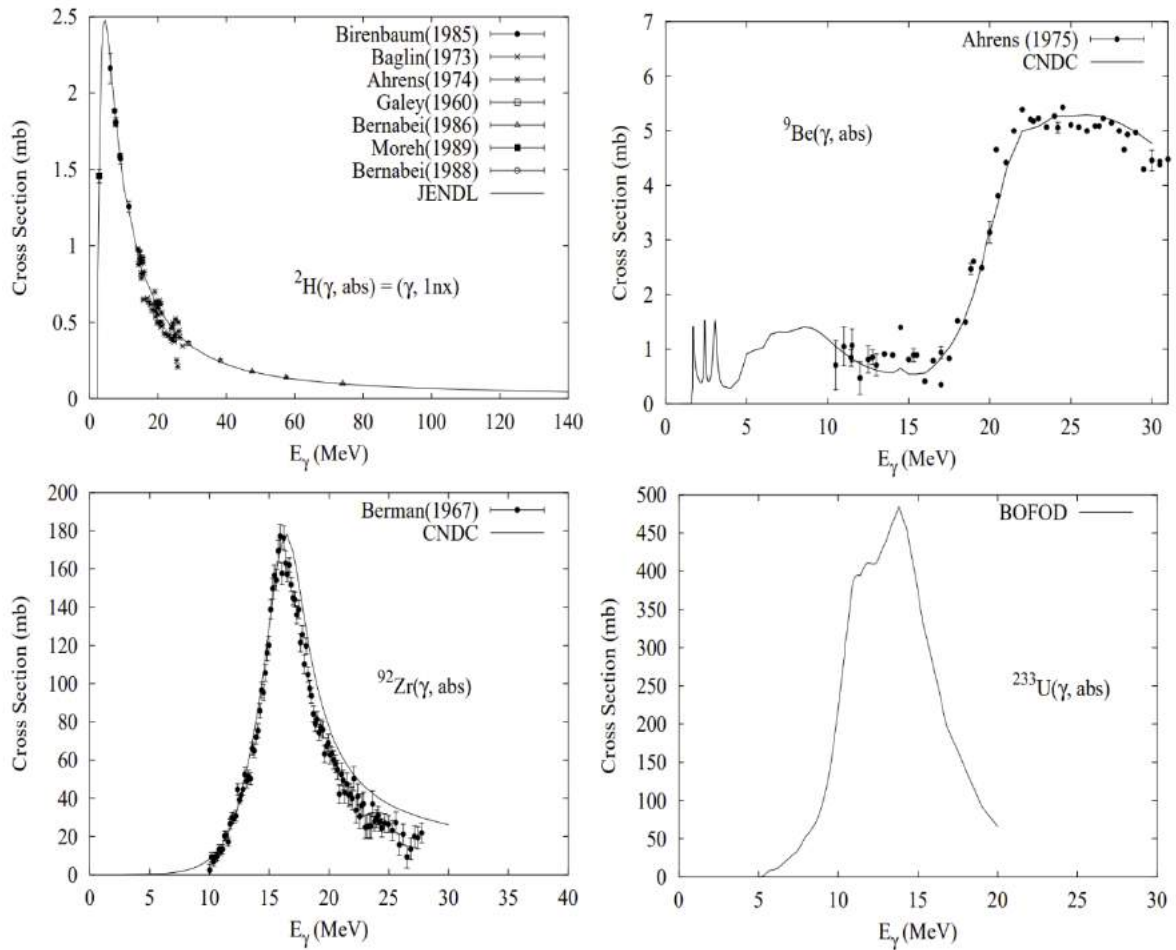 2.5
2
1.5
1
0.5
0
Cross Section (mb)
Birenbaum(1985)
Baglin(1973)
Ahrens(1974)
Galey(1960)
Bernabei(1986)
Moreh(1989)
Bernabei(1988)
JENDL
²H(γ, abs) = (γ, 1nx)
0 20 40 60 80 100 120 140
E_γ (MeV)
7
6
5
4
3
2
1
0
Cross Section (mb)
Ahrens (1975)
CNDC
⁹Be(γ, abs)
0 5 10 15 20 25 30
E_γ (MeV)
200
180
160
140
120
100
80
60
40
20
0
Cross Section (mb)
Berman(1967)
CNDC
⁹²Zr(γ, abs)
0 5 10 15 20 25 30 35 40
E_γ (MeV)
500
450
400
350
300
250
200
150
100
50
0
Cross Section (mb)
BOFOD
²³³U(γ, abs)
0 5 10 15 20 25 30
E_γ (MeV)